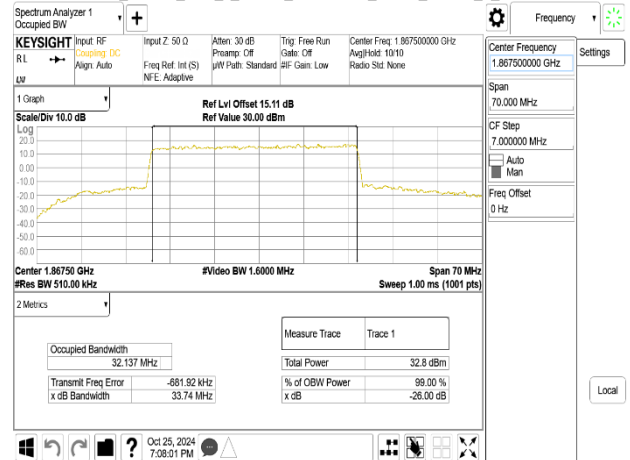 Spectrum Analyzer 1
Occupied BW
Frequency
KEYSIGHT
Input: RF
Coupling: DC
Align: Auto
Input Z: 50 Ω
Freq Ref: Int (S)
NFE: Adaptive
Atten: 30 dB
Preamp: Off
µW Path: Standard
Trig: Free Run
Gate: Off
#IF Gain: Low
Center Freq: 1.867500000 GHz
Avg|Hold: 10/10
Radio Std: None
RL
LXI
Center Frequency
1.867500000 GHz
Settings
Span
70.000 MHz
CF Step
7.000000 MHz
Auto
Man
Freq Offset
0 Hz
Local
1 Graph
Scale/Div 10.0 dB
Ref Lvl Offset 15.11 dB
Ref Value 30.00 dBm
Log
20.0
10.0
0.00
-10.0
-20.0
-30.0
-40.0
-50.0
-60.0
Center 1.86750 GHz
#Video BW 1.6000 MHz
Span 70 MHz
#Res BW 510.00 kHz
Sweep 1.00 ms (1001 pts)
2 Metrics
Measure Trace
Trace 1
Occupied Bandwidth
32.137 MHz
Total Power
32.8 dBm
Transmit Freq Error
-681.92 kHz
% of OBW Power
99.00 %
x dB Bandwidth
33.74 MHz
x dB
-26.00 dB
?
Oct 25, 2024
7:08:01 PM